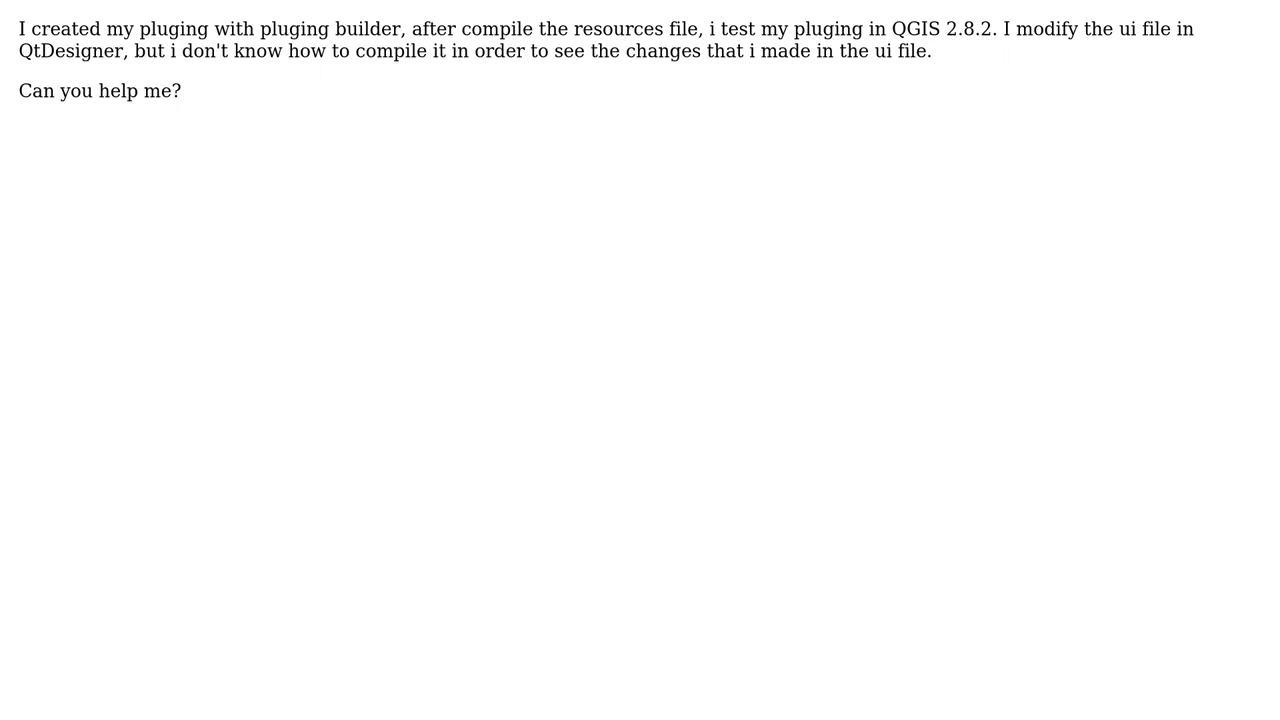 I created my pluging with pluging builder, after compile the resources file, i test my pluging in QGIS 2.8.2. I modify the ui file in
QtDesigner, but i don't know how to compile it in order to see the changes that i made in the ui file.
Can you help me?